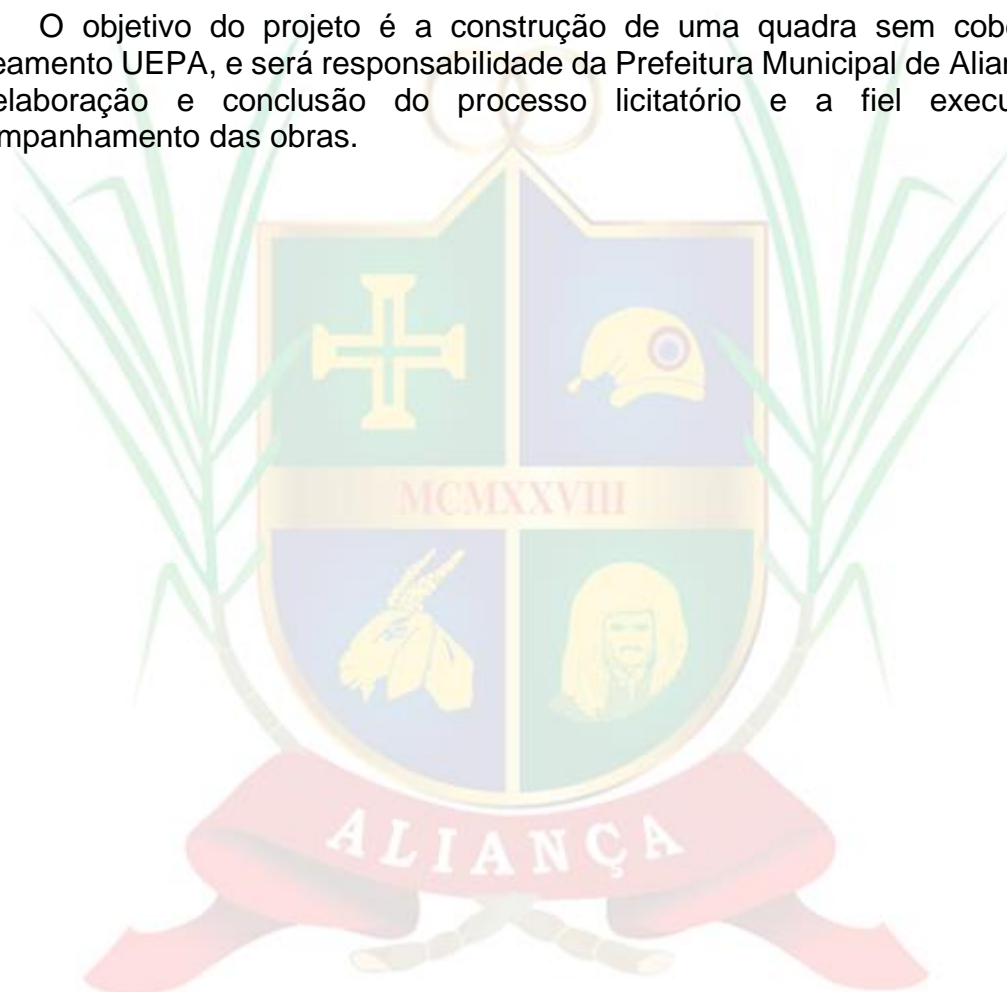 O objetivo do projeto é a construção de uma quadra sem cob
eamento UEPA, e será responsabilidade da Prefeitura Municipal de Alian
elaboração e conclusão do processo licitatório e a fiel execu
mpanhamento das obras.
MCMXXVIII
ALIANÇA